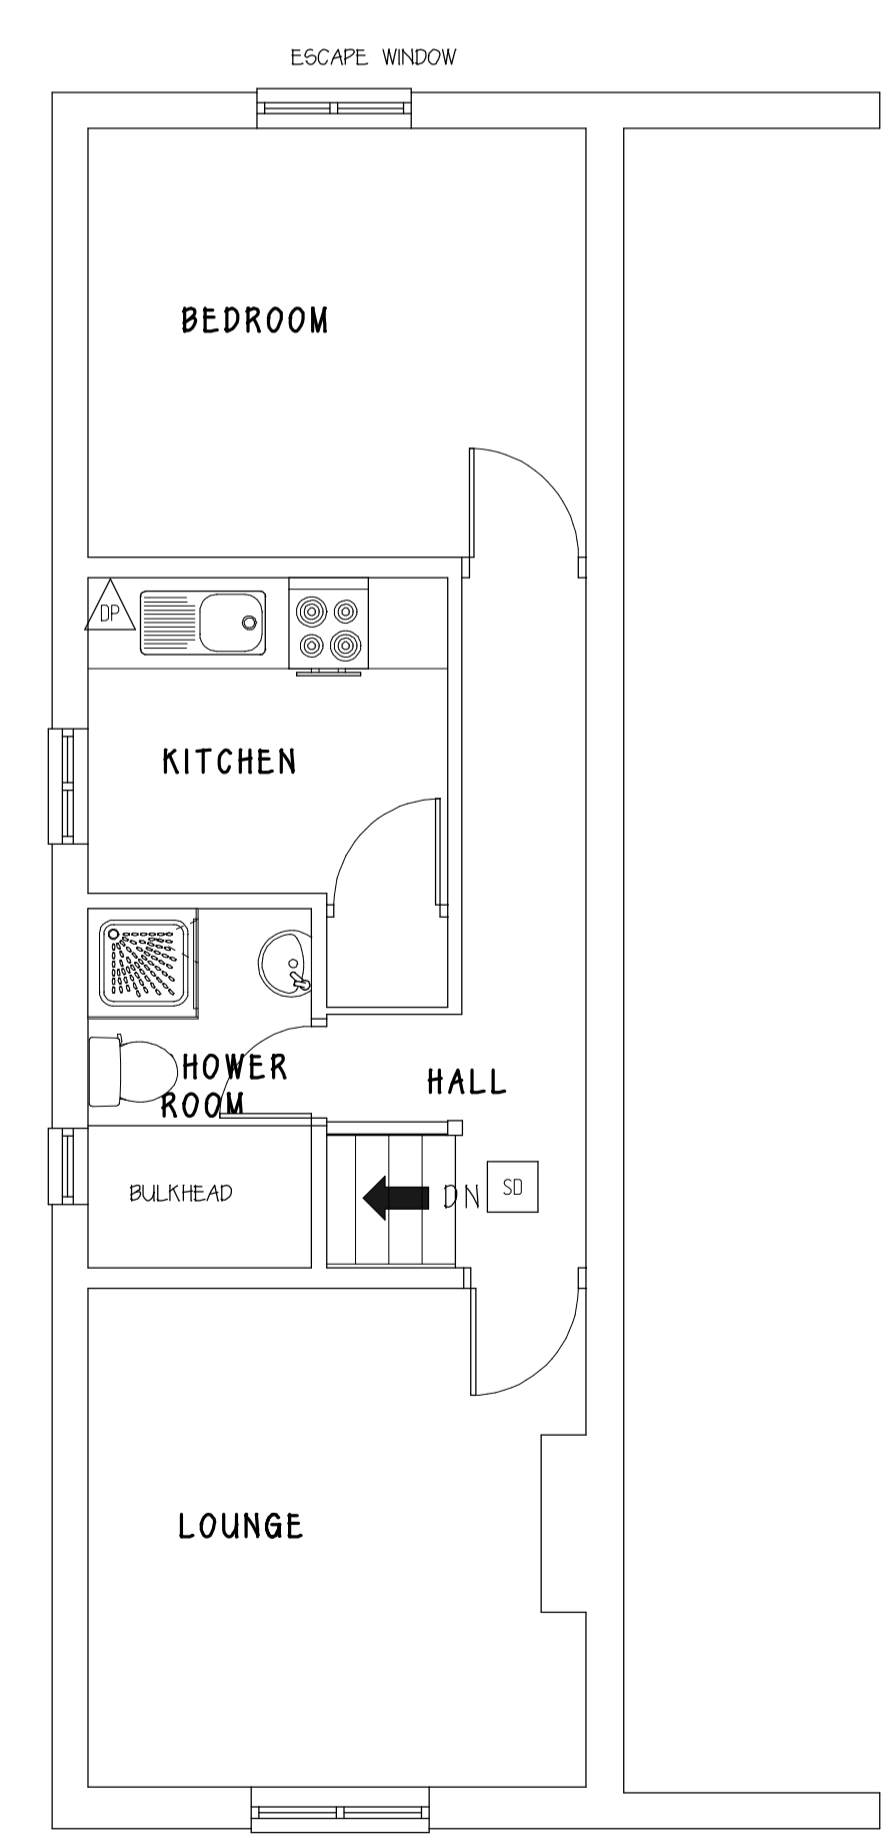 ESCAPE WINDOW
BEDROOM
DP
KITCHEN
HOWER
ROOM
HALL
BULKHEAD
DN
SD
LOUNGE